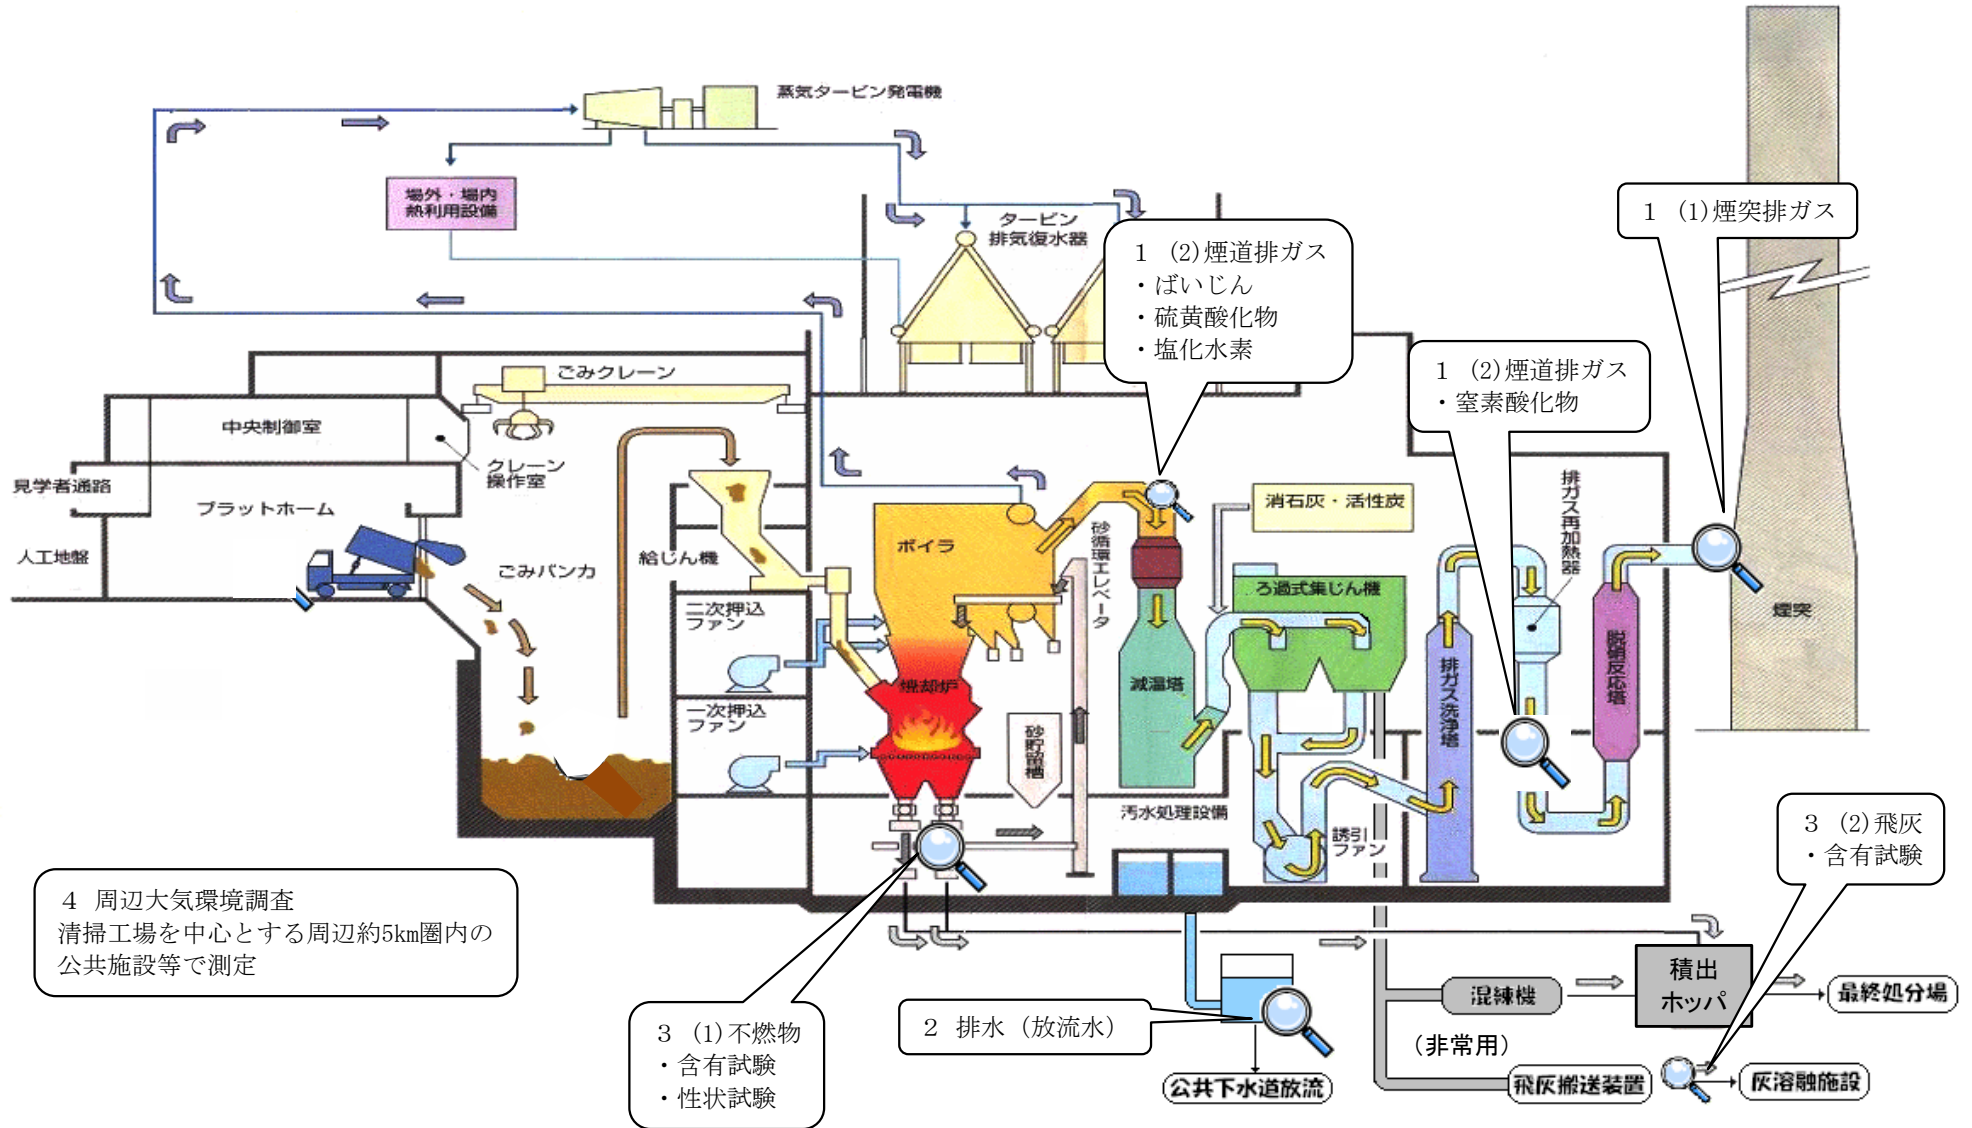 蒸気タービン発電機
場外・場内
熱利用設備
タービン
排気復水器
1 (1)煙突排ガス
1 (2)煙道排ガス
・ばいじん
・硫黄酸化物
・塩化水素
1 (2)煙道排ガス
・窒素酸化物
ごみクレーン
中央制御室
クレーン
操作室
見学者通路
プラットホーム
人工地盤
ごみバンカ
給じん機
ボイラ
砂循環エレベータ
消石灰・活性炭
排ガス再加熱器
ろ過式集じん機
二次押込
ファン
焼却炉
減温塔
排ガス洗浄塔
脱硝反応塔
煙突
一次押込
ファン
砂貯留槽
汚水処理設備
誘引
ファン
3 (2)飛灰
・含有試験
4 周辺大気環境調査
清掃工場を中心とする周辺約5km圏内の
公共施設等で測定
3 (1)不燃物
・含有試験
・性状試験
2 排水(放流水)
公共下水道放流
混練機
積出
ホッパ
最終処分場
(非常用)
飛灰搬送装置
灰溶融施設